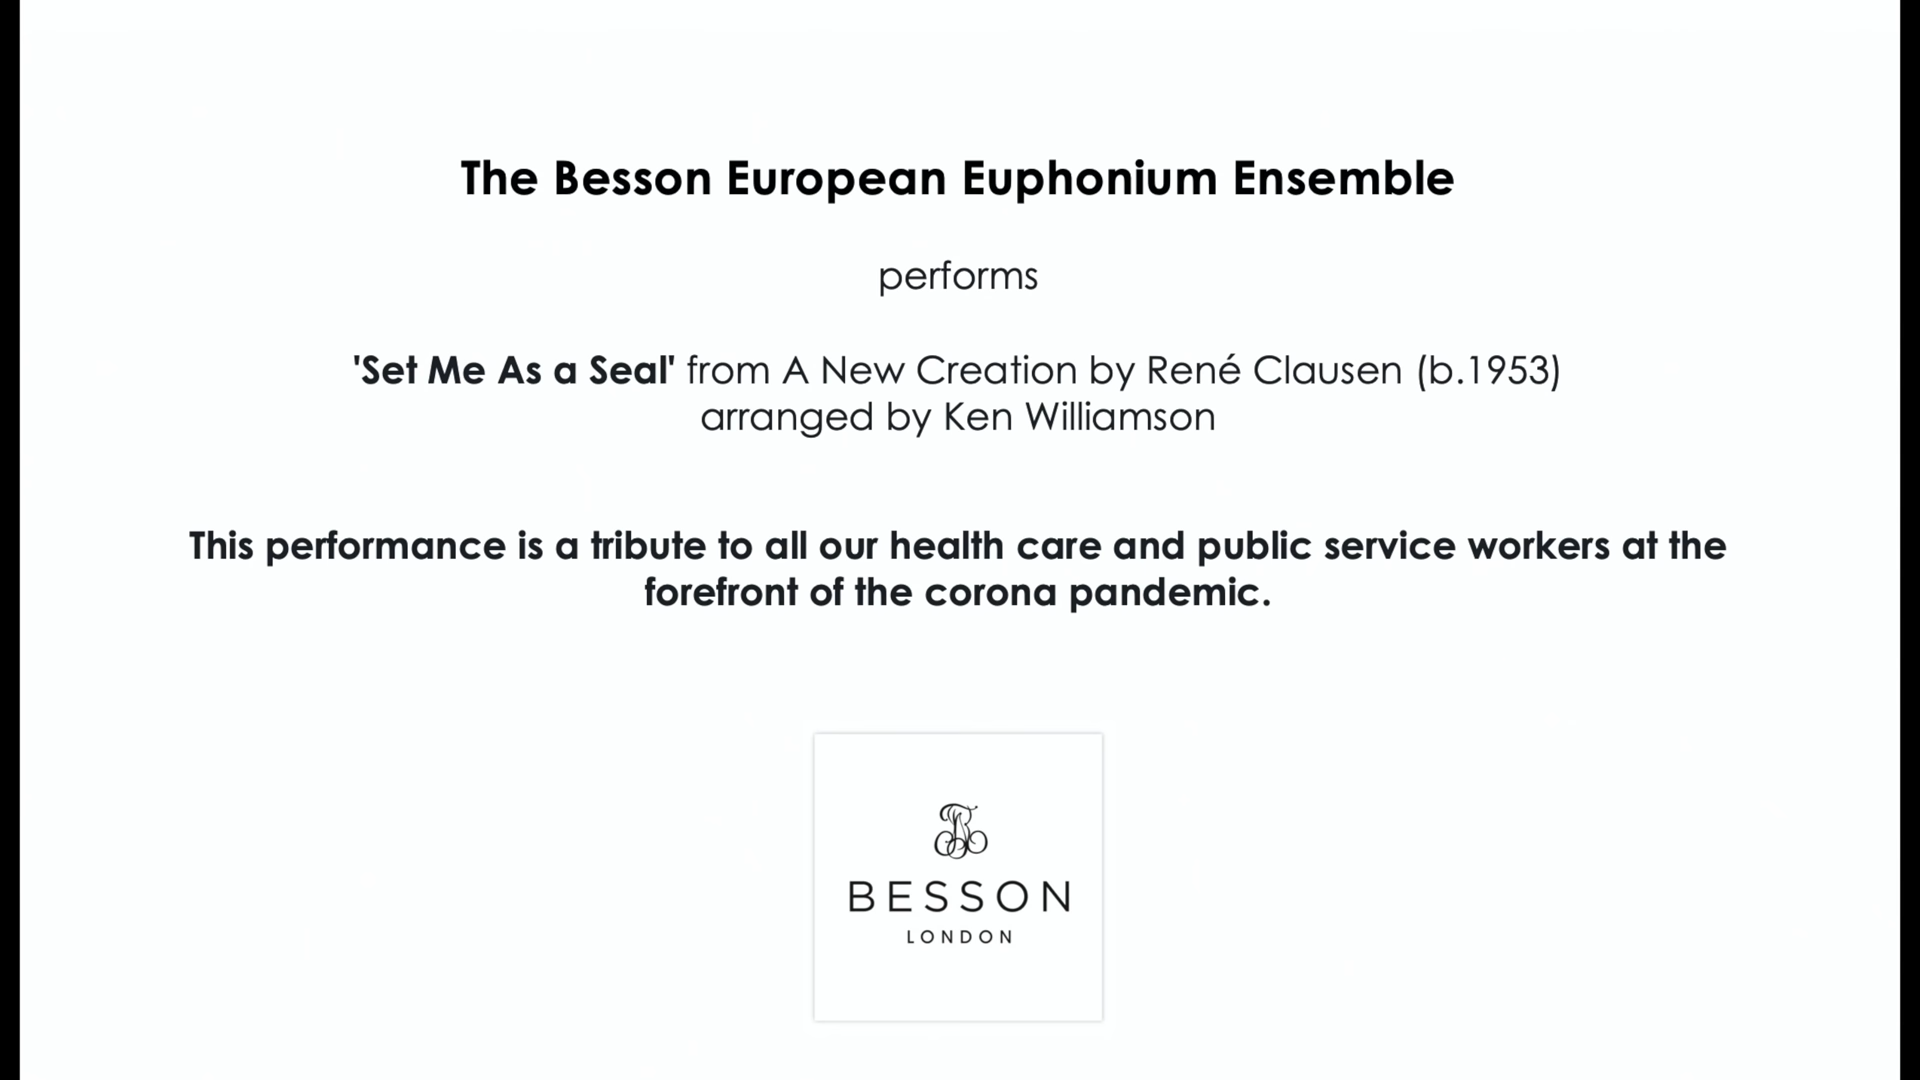 The Besson European Euphonium Ensemble
performs
'Set Me As a Seal' from A New Creation by René Clausen (b.1953)
arranged by Ken Williamson
This performance is a tribute to all our health care and public service workers at the
forefront of the corona pandemic.
BESSON
LONDON